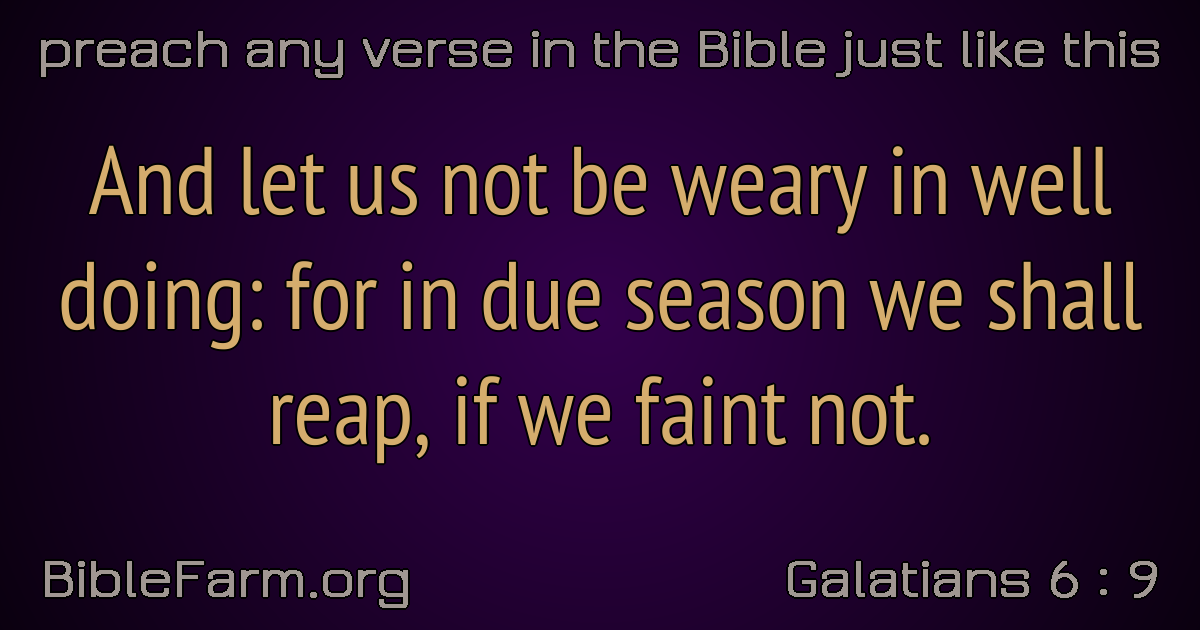 preach any verse in the Bible just like this
And let us not be weary in well
doing: for in due season we shall
reap, if we faint not.
BibleFarm.org
Galatians 6 : 9